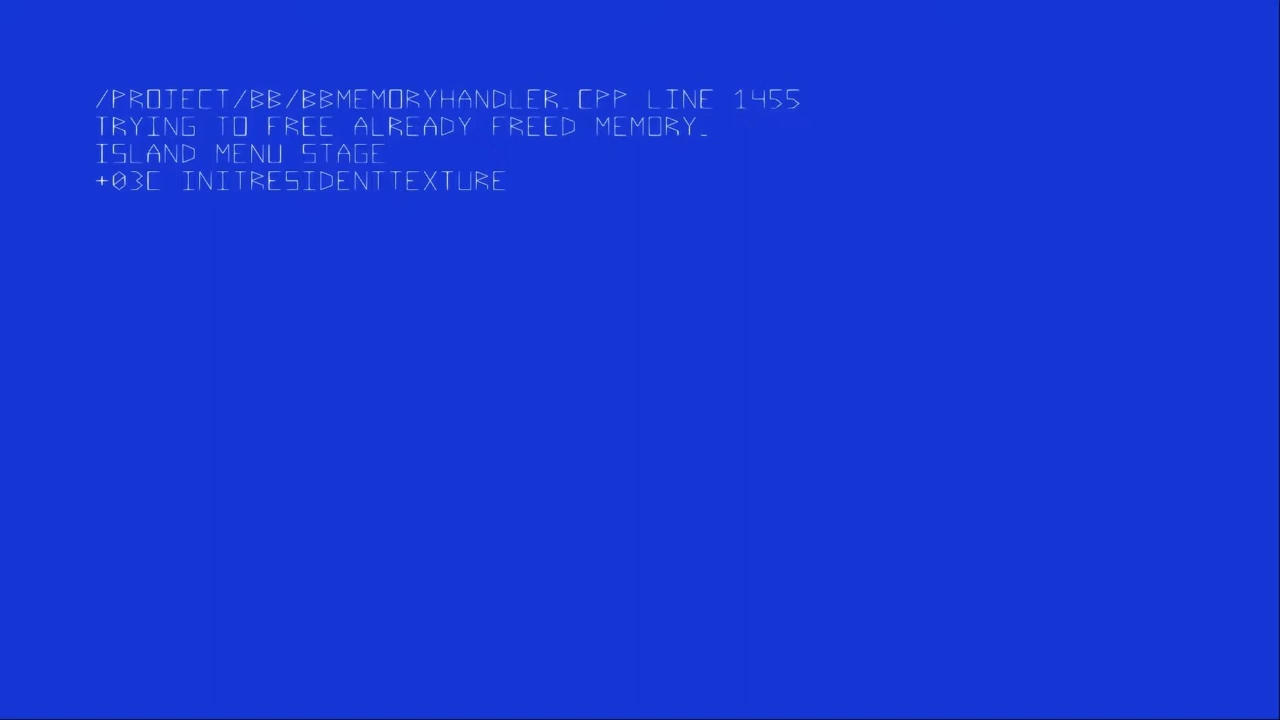 /PROJECT/BB/BBMEMORYHANDLER.CPP LINE 1455
TRYING TO FREE ALREADY FREED MEMORY.
ISLAND MENU STAGE
+03C INITRESIDENTTEXTURE